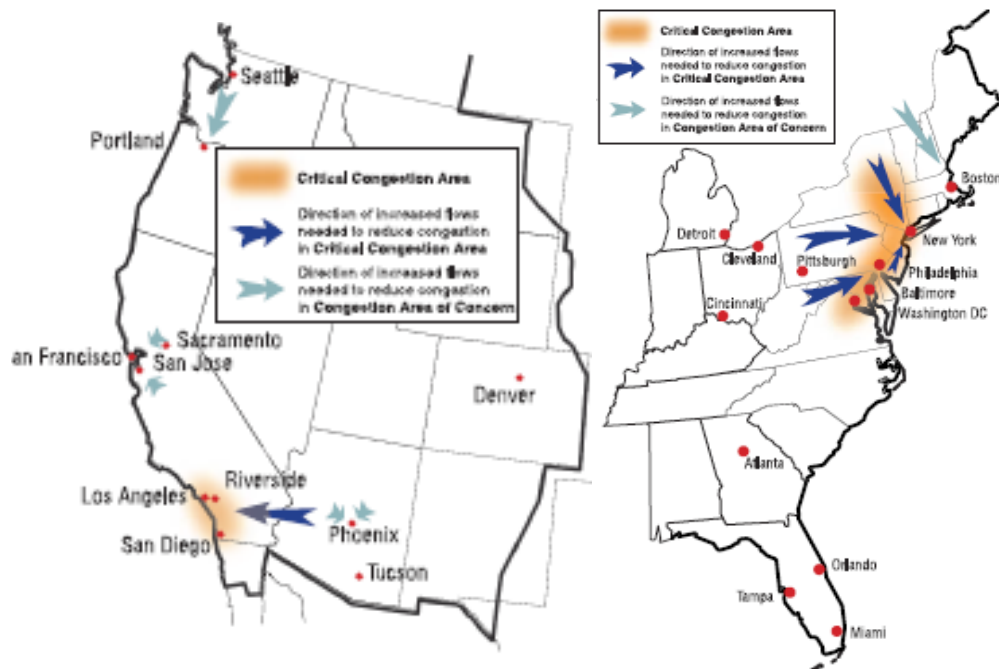 Seattle
Portland
Critical Congestion Area
Direction of increased flows
needed to reduce congestion
in Critical Congestion Area
Direction of increased flows
needed to reduce congestion
in Congestion Area of Concern
Sacramento
an Francisco
San Jose
Denver
Riverside
Los Angeles
San Diego
Phoenix
Tucson
Critical Congestion Area
Direction of increased flows
needed to reduce congestion
in Critical Congestion Area
Direction of increased flows
needed to reduce congestion
in Congestion Area of Concern
Boston
New York
Detroit
Cleveland
Pittsburgh
Philadelphia
Baltimore
Washington DC
Cincinnati
Atlanta
Orlando
Tampa
Miami